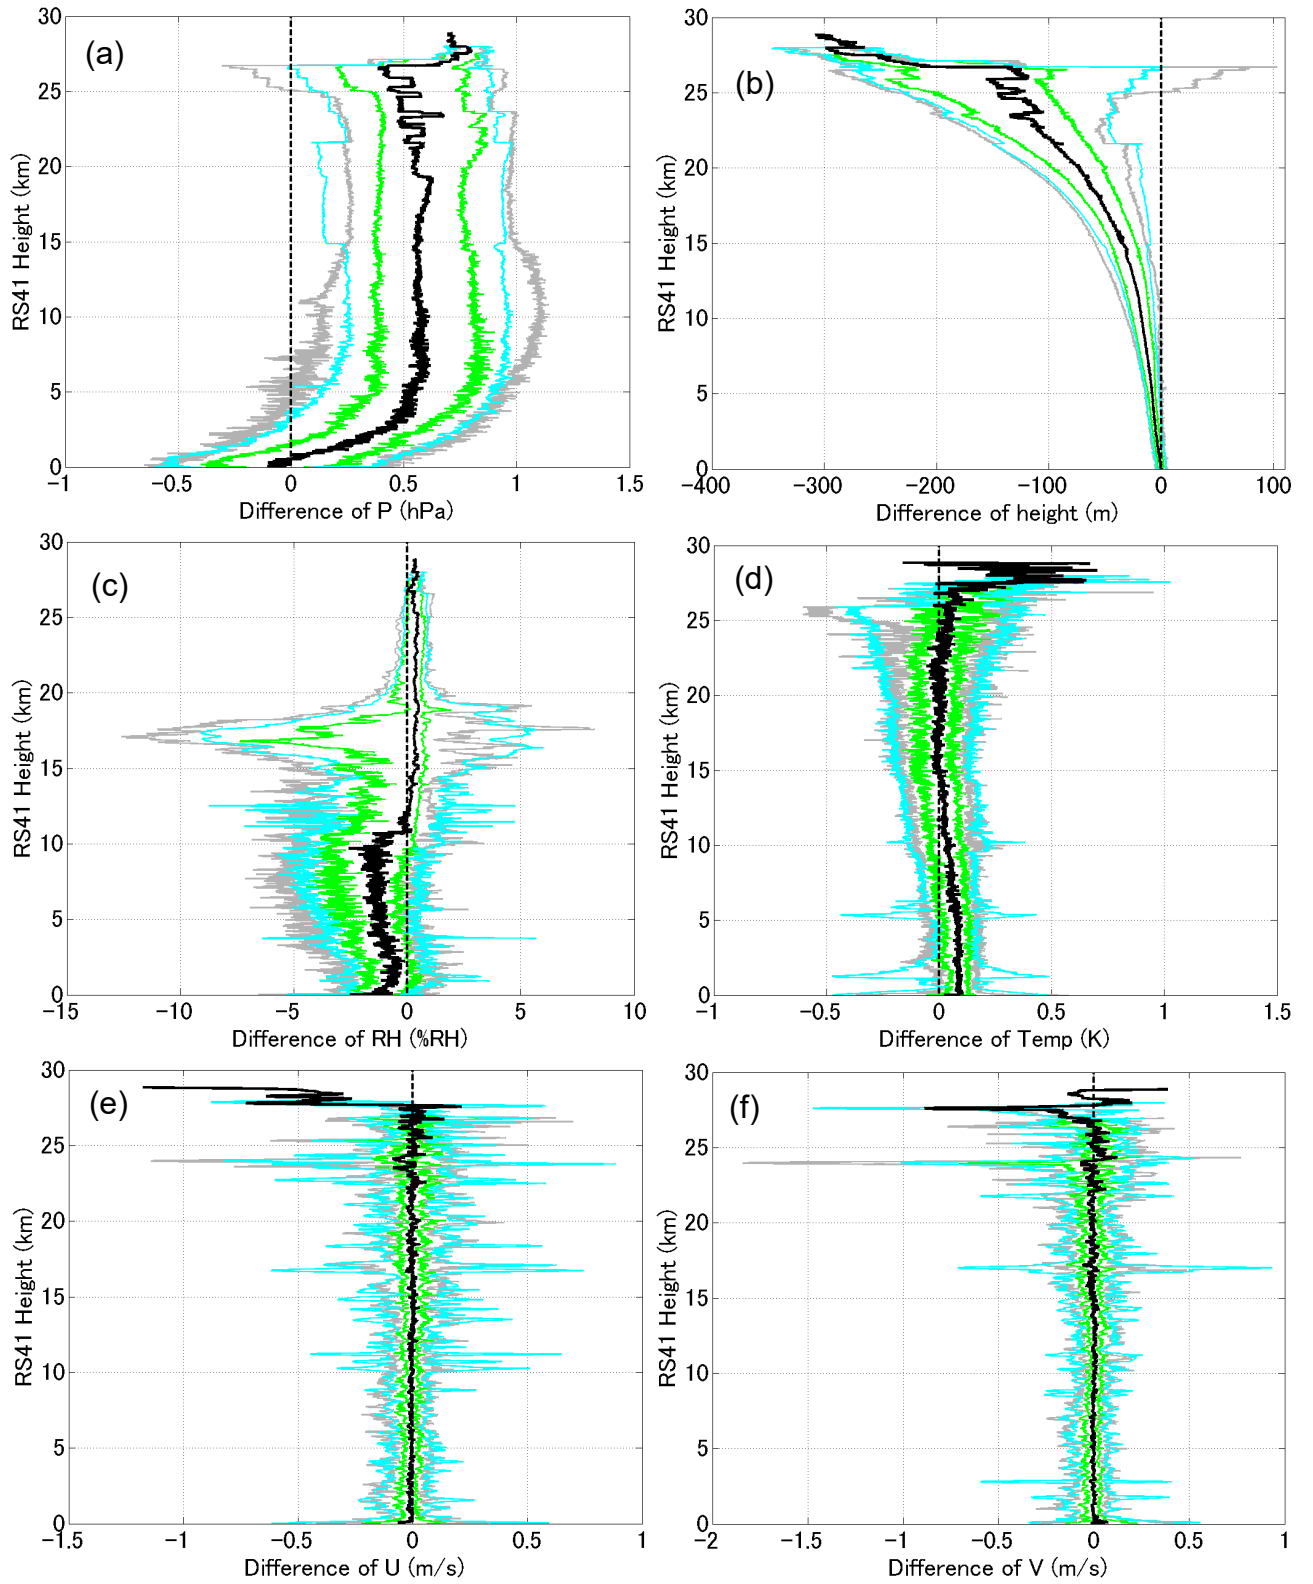 (a)
30
25
20
15
10
5
0
RS41 Height (km)
-1 -0.5 0 0.5 1 1.5
Difference of P (hPa)
(b)
30
25
20
15
10
5
0
RS41 Height (km)
-400 -300 -200 -100 0 100
Difference of height (m)
(c)
30
25
20
15
10
5
0
RS41 Height (km)
-15 -10 -5 0 5 10
Difference of RH (%RH)
(d)
30
25
20
15
10
5
0
RS41 Height (km)
-1 -0.5 0 0.5 1 1.5
Difference of Temp (K)
(e)
30
25
20
15
10
5
0
RS41 Height (km)
-1.5 -1 -0.5 0 0.5 1
Difference of U (m/s)
(f)
30
25
20
15
10
5
0
RS41 Height (km)
-2 -1.5 -1 -0.5 0 0.5 1
Difference of V (m/s)